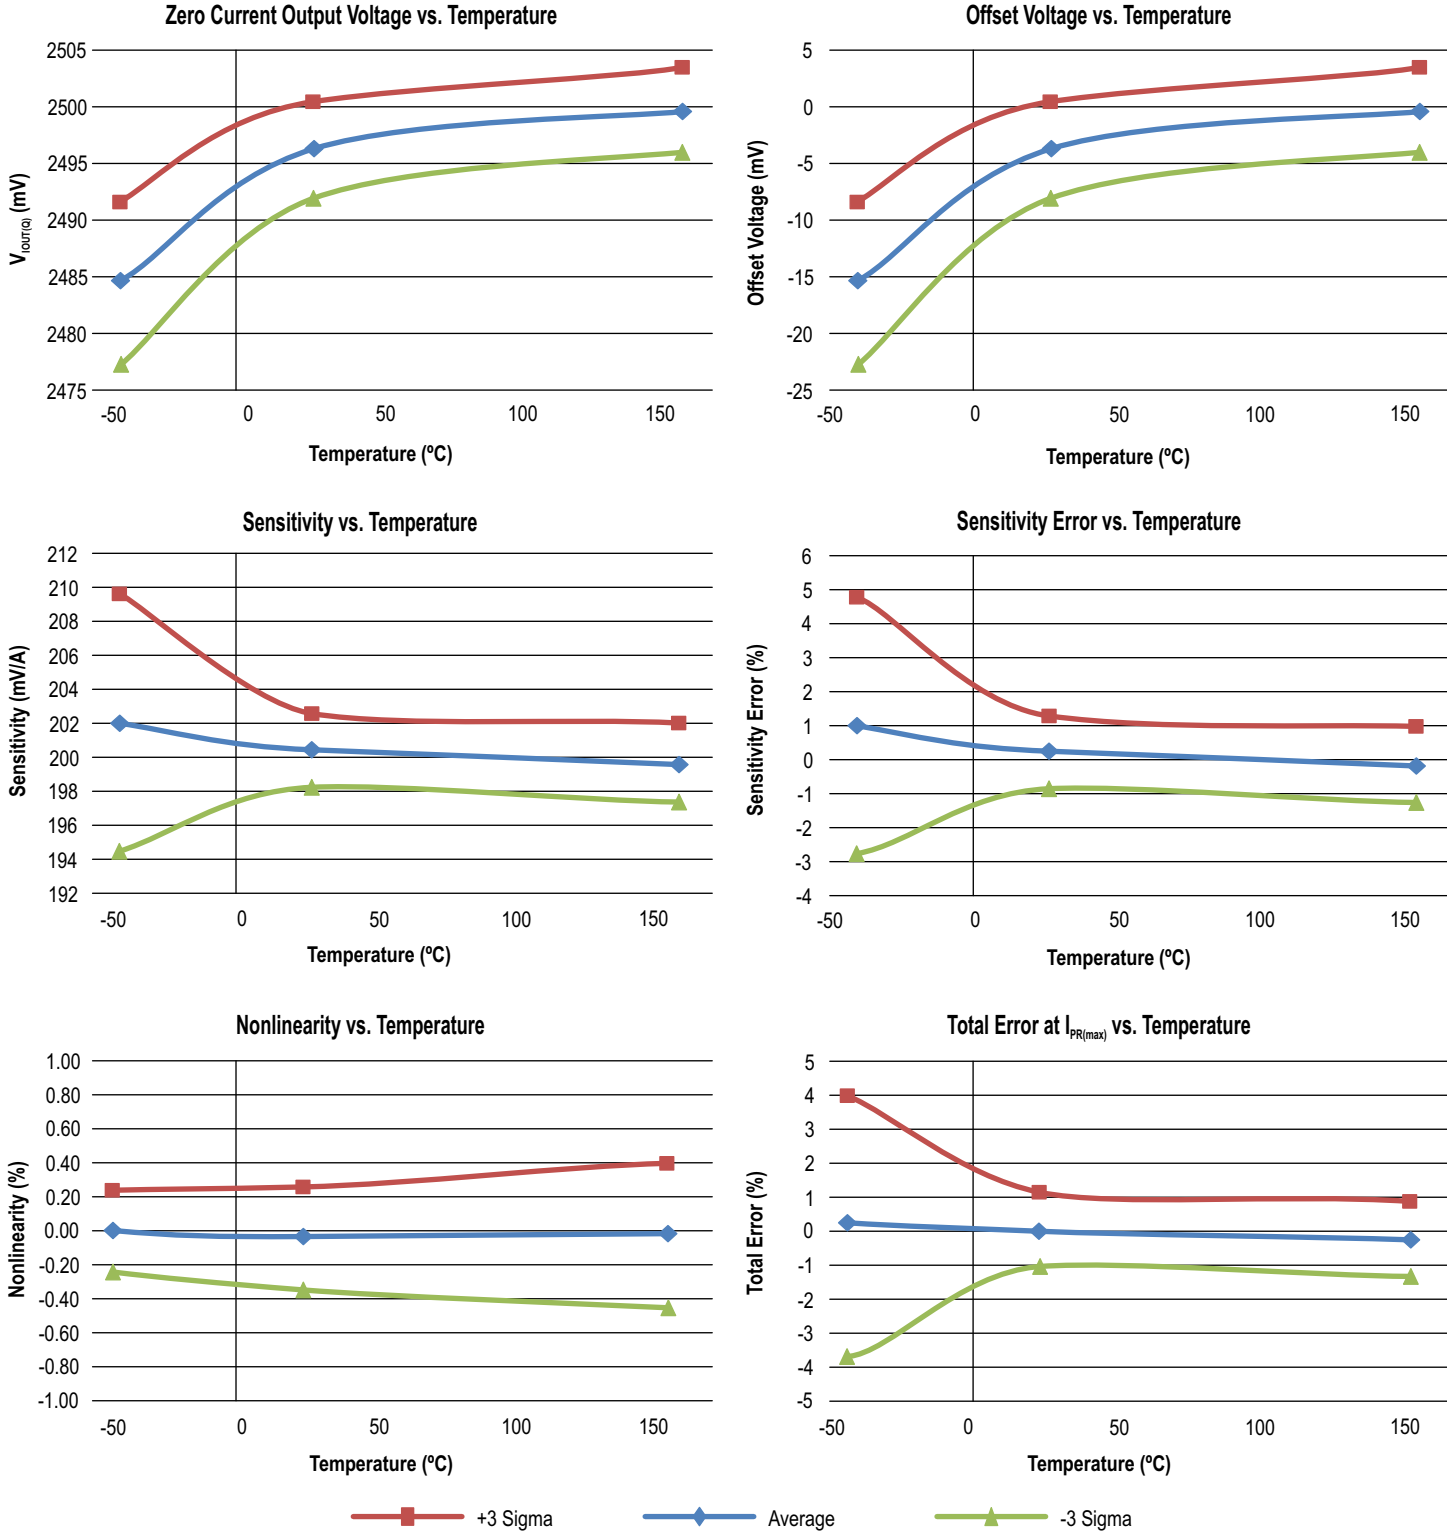 Zero Current Output Voltage vs. Temperature
2505
2500
2495
2490
2485
2480
2475
V_IOUT(Q) (mV)
-50 0 50 100 150
Temperature (ºC)
Offset Voltage vs. Temperature
5
0
-5
-10
-15
-20
-25
Offset Voltage (mV)
-50 0 50 100 150
Temperature (ºC)
Sensitivity vs. Temperature
212
210
208
206
204
202
200
198
196
194
192
Sensitivity (mV/A)
-50 0 50 100 150
Temperature (ºC)
Sensitivity Error vs. Temperature
6
5
4
3
2
1
0
-1
-2
-3
-4
Sensitivity Error (%)
-50 0 50 100 150
Temperature (ºC)
Nonlinearity vs. Temperature
1.00
0.80
0.60
0.40
0.20
0.00
-0.20
-0.40
-0.60
-0.80
-1.00
Nonlinearity (%)
-50 0 50 100 150
Temperature (ºC)
Total Error at I_PR(max) vs. Temperature
5
4
3
2
1
0
-1
-2
-3
-4
-5
Total Error (%)
-50 0 50 100 150
Temperature (ºC)
+3 Sigma
Average
-3 Sigma